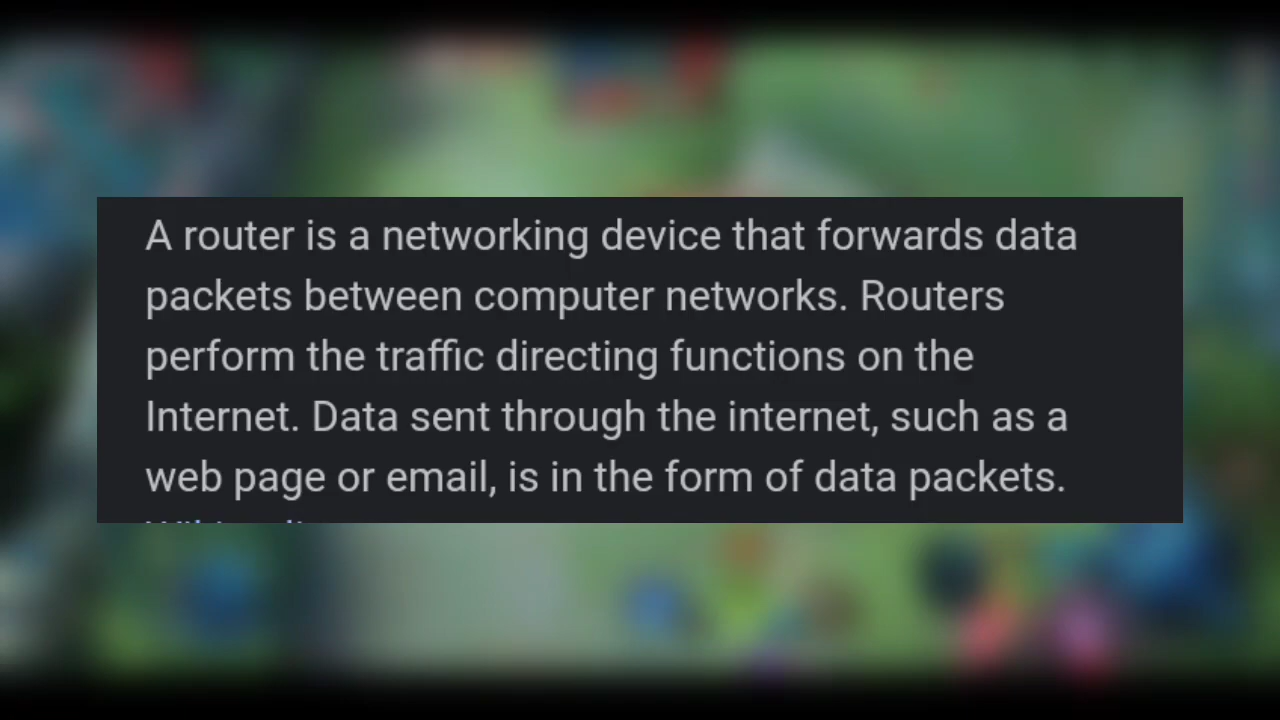 A router is a networking device that forwards data
packets between computer networks. Routers
perform the traffic directing functions on the
Internet. Data sent through the internet, such as a
web page or email, is in the form of data packets.